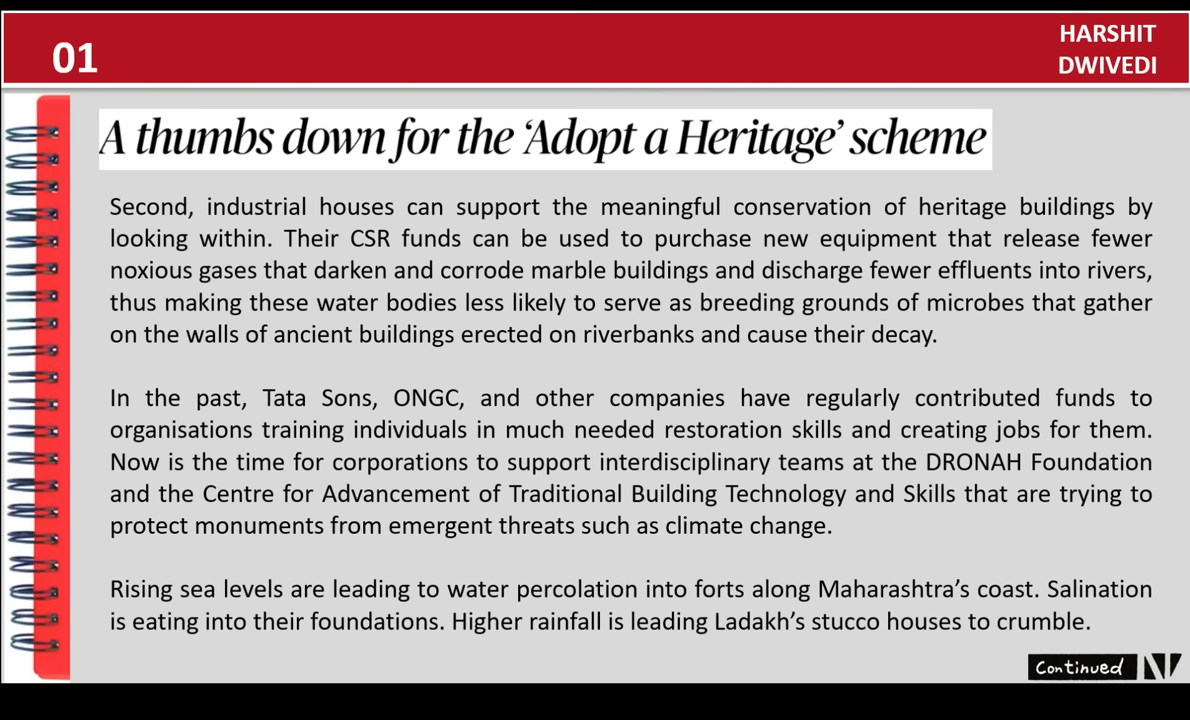 01
HARSHIT
DWIVEDI
A thumbs down for the ‘Adopt a Heritage’ scheme
Second, industrial houses can support the meaningful conservation of heritage buildings by
looking within. Their CSR funds can be used to purchase new equipment that release fewer
noxious gases that darken and corrode marble buildings and discharge fewer effluents into rivers,
thus making these water bodies less likely to serve as breeding grounds of microbes that gather
on the walls of ancient buildings erected on riverbanks and cause their decay.
In the past, Tata Sons, ONGC, and other companies have regularly contributed funds to
organisations training individuals in much needed restoration skills and creating jobs for them.
Now is the time for corporations to support interdisciplinary teams at the DRONAH Foundation
and the Centre for Advancement of Traditional Building Technology and Skills that are trying to
protect monuments from emergent threats such as climate change.
Rising sea levels are leading to water percolation into forts along Maharashtra’s coast. Salination
is eating into their foundations. Higher rainfall is leading Ladakh’s stucco houses to crumble.
Continued